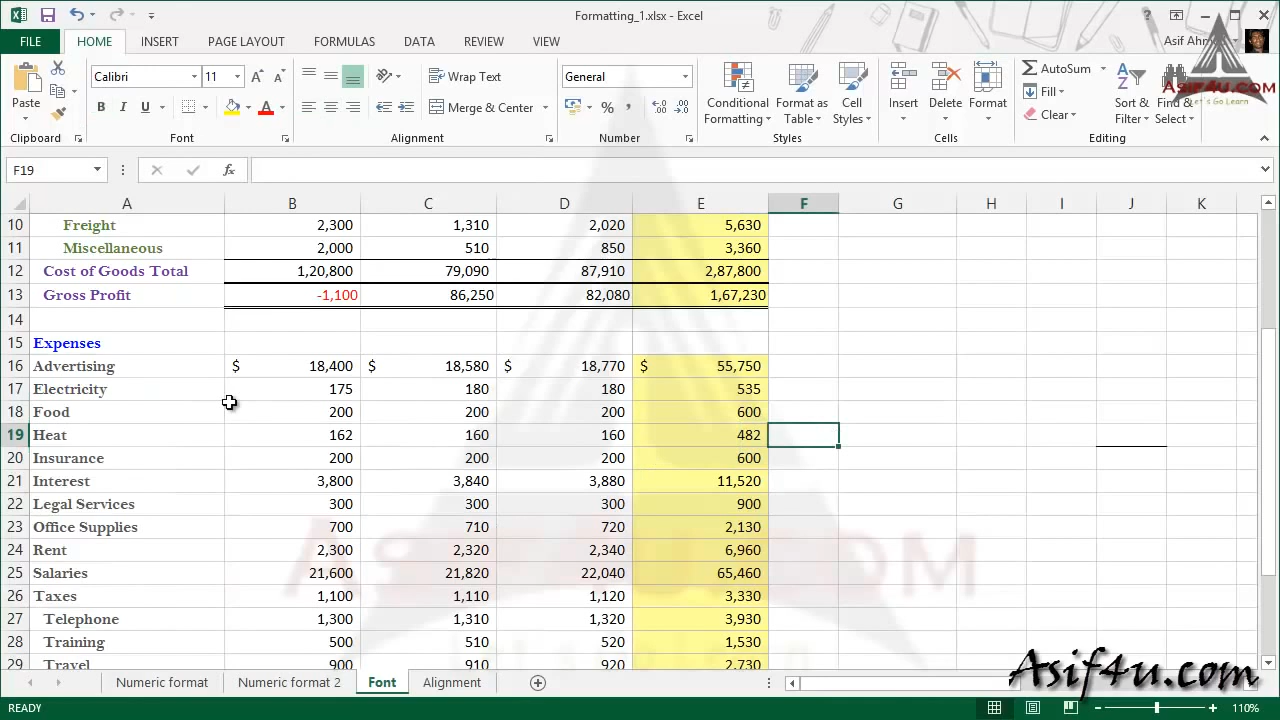 Formatting_1.xlsx - Excel
FILE HOME INSERT PAGE LAYOUT FORMULAS DATA REVIEW VIEW
Calibri 11 Wrap Text General AutoSum
Paste B I U Merge & Center % , Conditional Formatting Format as Table Cell Styles Insert Delete Format Fill Clear Sort & Filter Find & Select
Clipboard Font Alignment Number Styles Cells Editing
ASIF4U.COM
Let's Go Learn
F19 fx
A B C D E F G H I J K
10 Freight 2,300 1,310 2,020 5,630
11 Miscellaneous 2,000 510 850 3,360
12 Cost of Goods Total 1,20,800 79,090 87,910 2,87,800
13 Gross Profit -1,100 86,250 82,080 1,67,230
14
15 Expenses
16 Advertising $ 18,400 $ 18,580 $ 18,770 $ 55,750
17 Electricity 175 180 180 535
18 Food 200 200 200 600
19 Heat 162 160 160 482
20 Insurance 200 200 200 600
21 Interest 3,800 3,840 3,880 11,520
22 Legal Services 300 300 300 900
23 Office Supplies 700 710 720 2,130
24 Rent 2,300 2,320 2,340 6,960
25 Salaries 21,600 21,820 22,040 65,460
26 Taxes 1,100 1,110 1,120 3,330
27 Telephone 1,300 1,310 1,320 3,930
28 Training 500 510 520 1,530
29 Travel 900 910 920 2,730
ASIF4U.COM
Asif4u.com
Numeric format Numeric format 2 Font Alignment
READY 110%